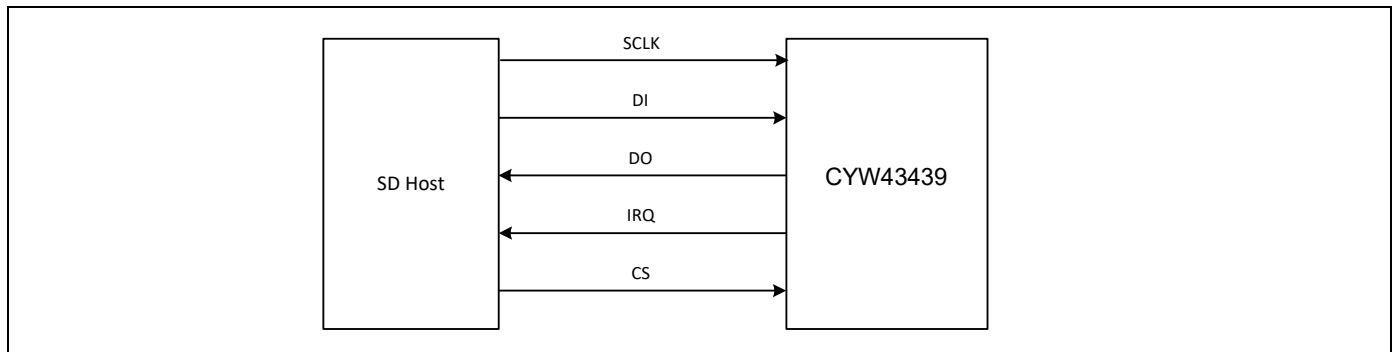 SCLK
DI
DO
SD Host
CYW43439
IRQ
CS